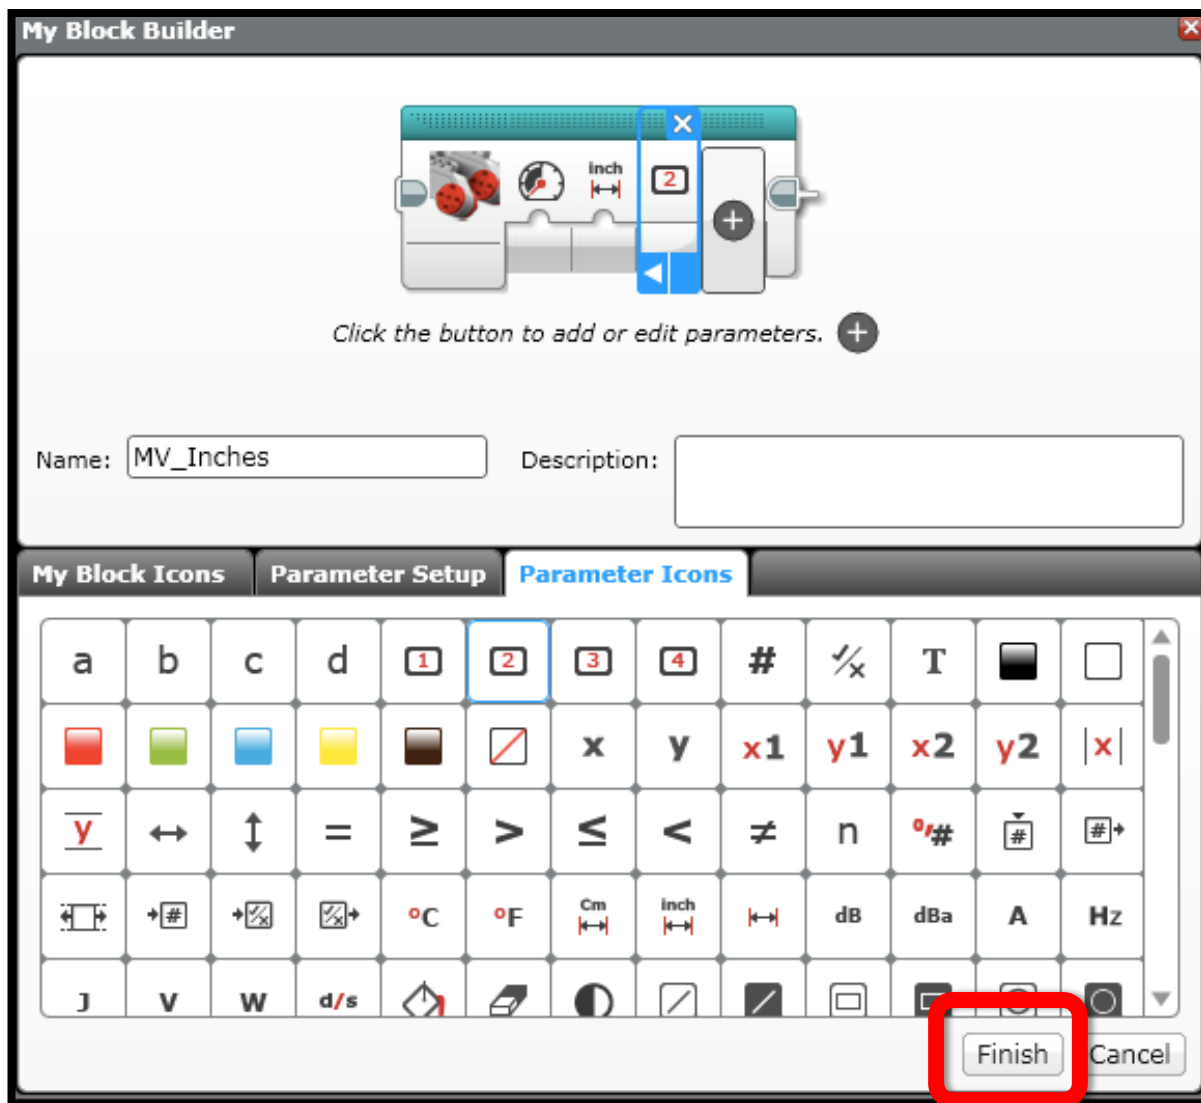 My Block Builder
inch
2
Click the button to add or edit parameters.
Name: MV_Inches Description:
My Block Icons Parameter Setup Parameter Icons
a b c d 1 2 3 4 # T
x y x1 y1 x2 y2 |x|
y = ≥ > ≤ < ≠ n °/# # #
# °C °F Cm inch dB dBa A Hz
J V W d/s
Finish Cancel